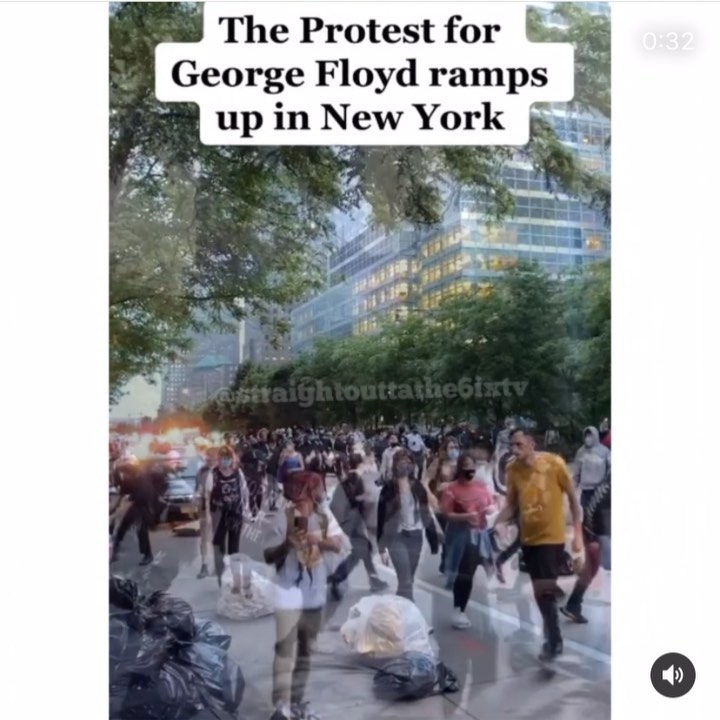 The Protest for
George Floyd ramps
up in New York
0:32
@straightouttathe6ixtv